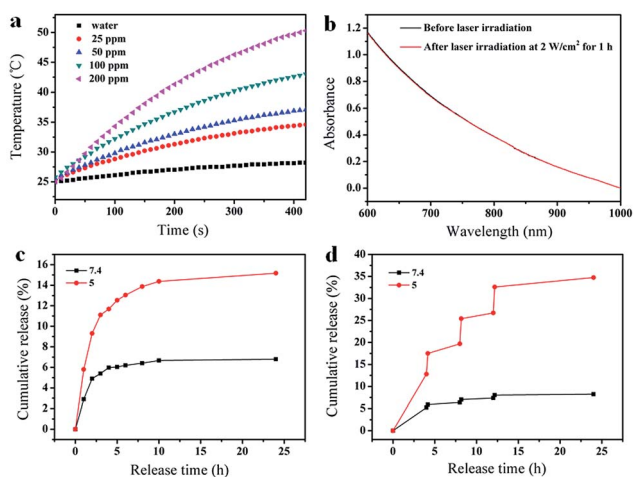 a
50
45
40
35
30
25
Temperature (℃)
water
25 ppm
50 ppm
100 ppm
200 ppm
0 100 200 300 400
Time (s)
b
1.2
1.0
0.8
0.6
0.4
0.2
0.0
Absorbance
Before laser irradiation
After laser irradiation at 2 W/cm² for 1 h
600 700 800 900 1000
Wavelength (nm)
c
16
14
12
10
8
6
4
2
0
Cumulative release (%)
7.4
5
0 5 10 15 20 25
Release time (h)
d
40
35
30
25
20
15
10
5
0
Cumulative release (%)
7.4
5
0 5 10 15 20 25
Release time (h)